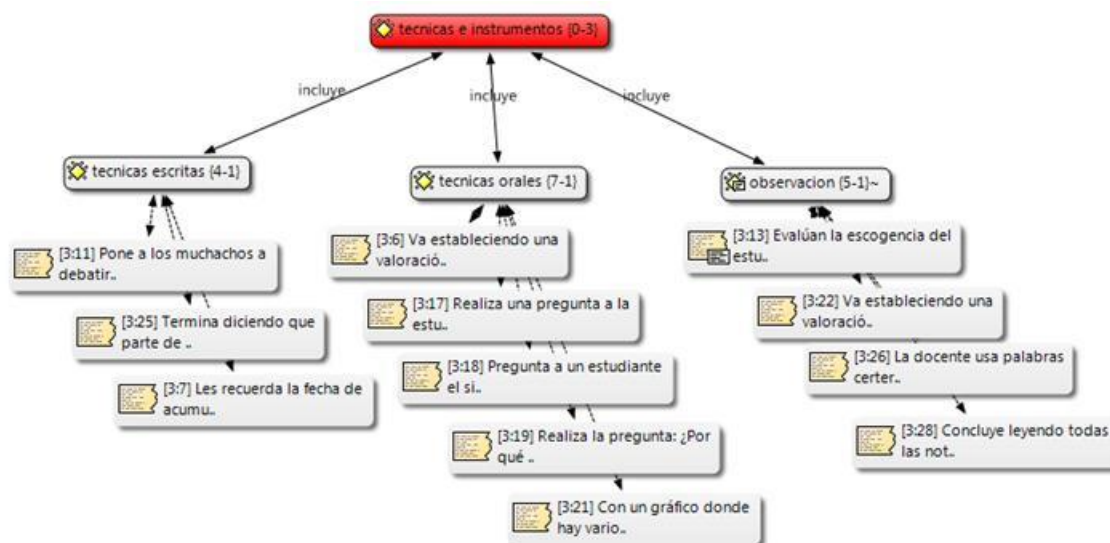 tecnicas e instrumentos {0-3}
incluye
incluye
incluye
tecnicas escritas {4-1}
[3:11] Pone a los muchachos a
debatir..
[3:25] Termina diciendo que
parte de ..
[3:7] Les recuerda la fecha de
acumu..
tecnicas orales {7-1}
[3:6] Va estableciendo una
valoració..
[3:17] Realiza una pregunta a la
estu..
[3:18] Pregunta a un estudiante
el si..
[3:19] Realiza la pregunta: ¿Por
qué ..
[3:21] Con un gráfico donde
hay vario..
observacion {5-1}~
[3:13] Evalúan la escogencia del
estu..
[3:22] Va estableciendo una
valoració..
[3:26] La docente usa palabras
certer..
[3:28] Concluye leyendo todas
las not..